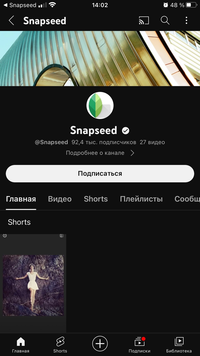 Snapseed 14:02 48 %
Snapseed
Snapseed
@Snapseed 92,4 тыс. подписчиков 27 видео
Подробнее о канале
Подписаться
Главная Видео Shorts Плейлисты Сообщ
Shorts
Главная Shorts Подписки Библиотека